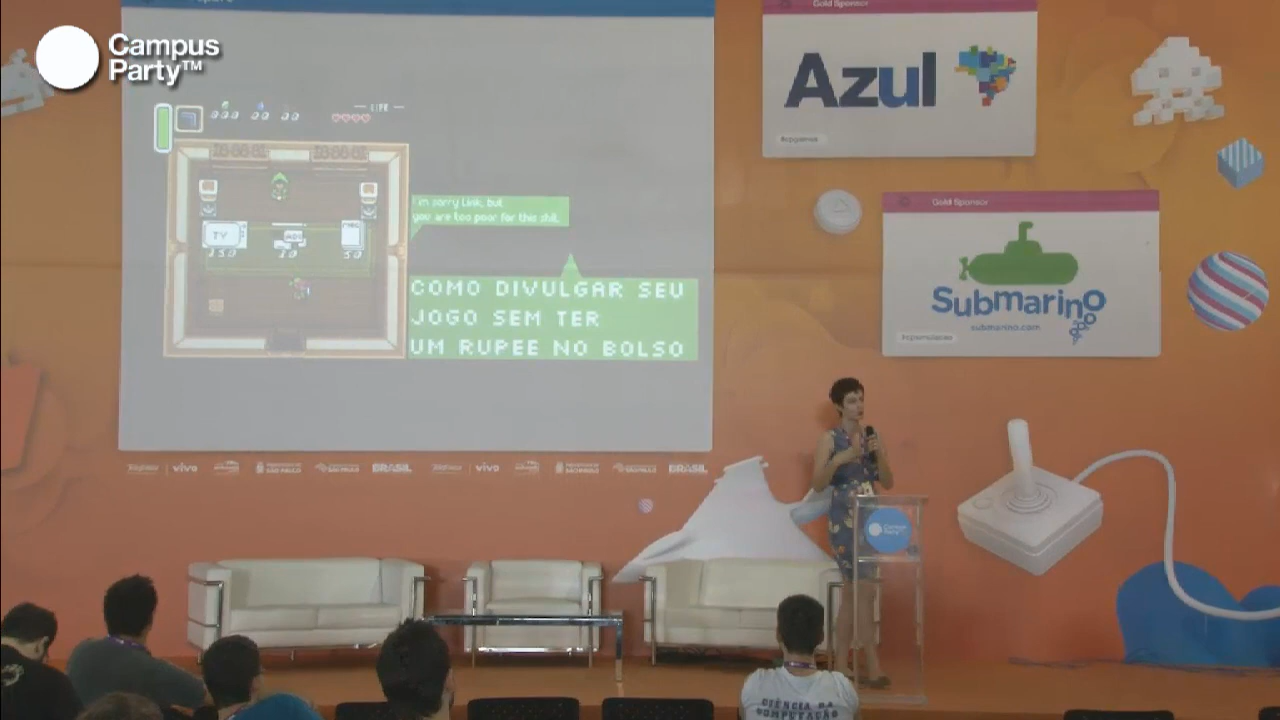 Campus
Party™
LIFE
TV
I'm sorry Link, but
you are too poor for this shit.
COMO DIVULGAR SEU
JOGO SEM TER
UM RUPEE NO BOLSO
Gold Sponsor
Azul
Gold Sponsor
Submarino
submarino.com
vivo
BRASIL
vivo
BRASIL
Campus
Party
CIÊNCIA DA
COMPUTAÇÃO